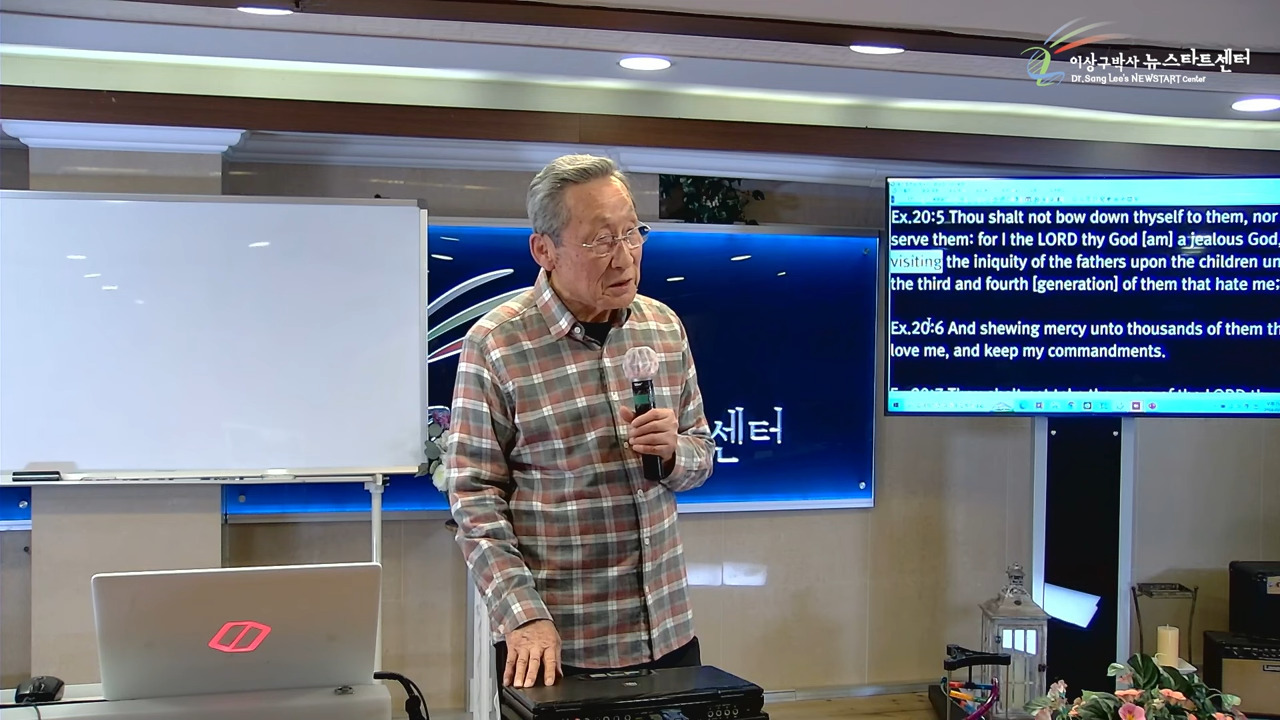 이상구박사 뉴스타트센터
Dr. Sang Lee's NEWSTART Center
Ex.20:5 Thou shalt not bow down thyself to them, nor
serve them: for I the LORD thy God [am] a jealous God,
visiting the iniquity of the fathers upon the children un
the third and fourth [generation] of them that hate me;
Ex.20:6 And shewing mercy unto thousands of them th
love me, and keep my commandments.
센터